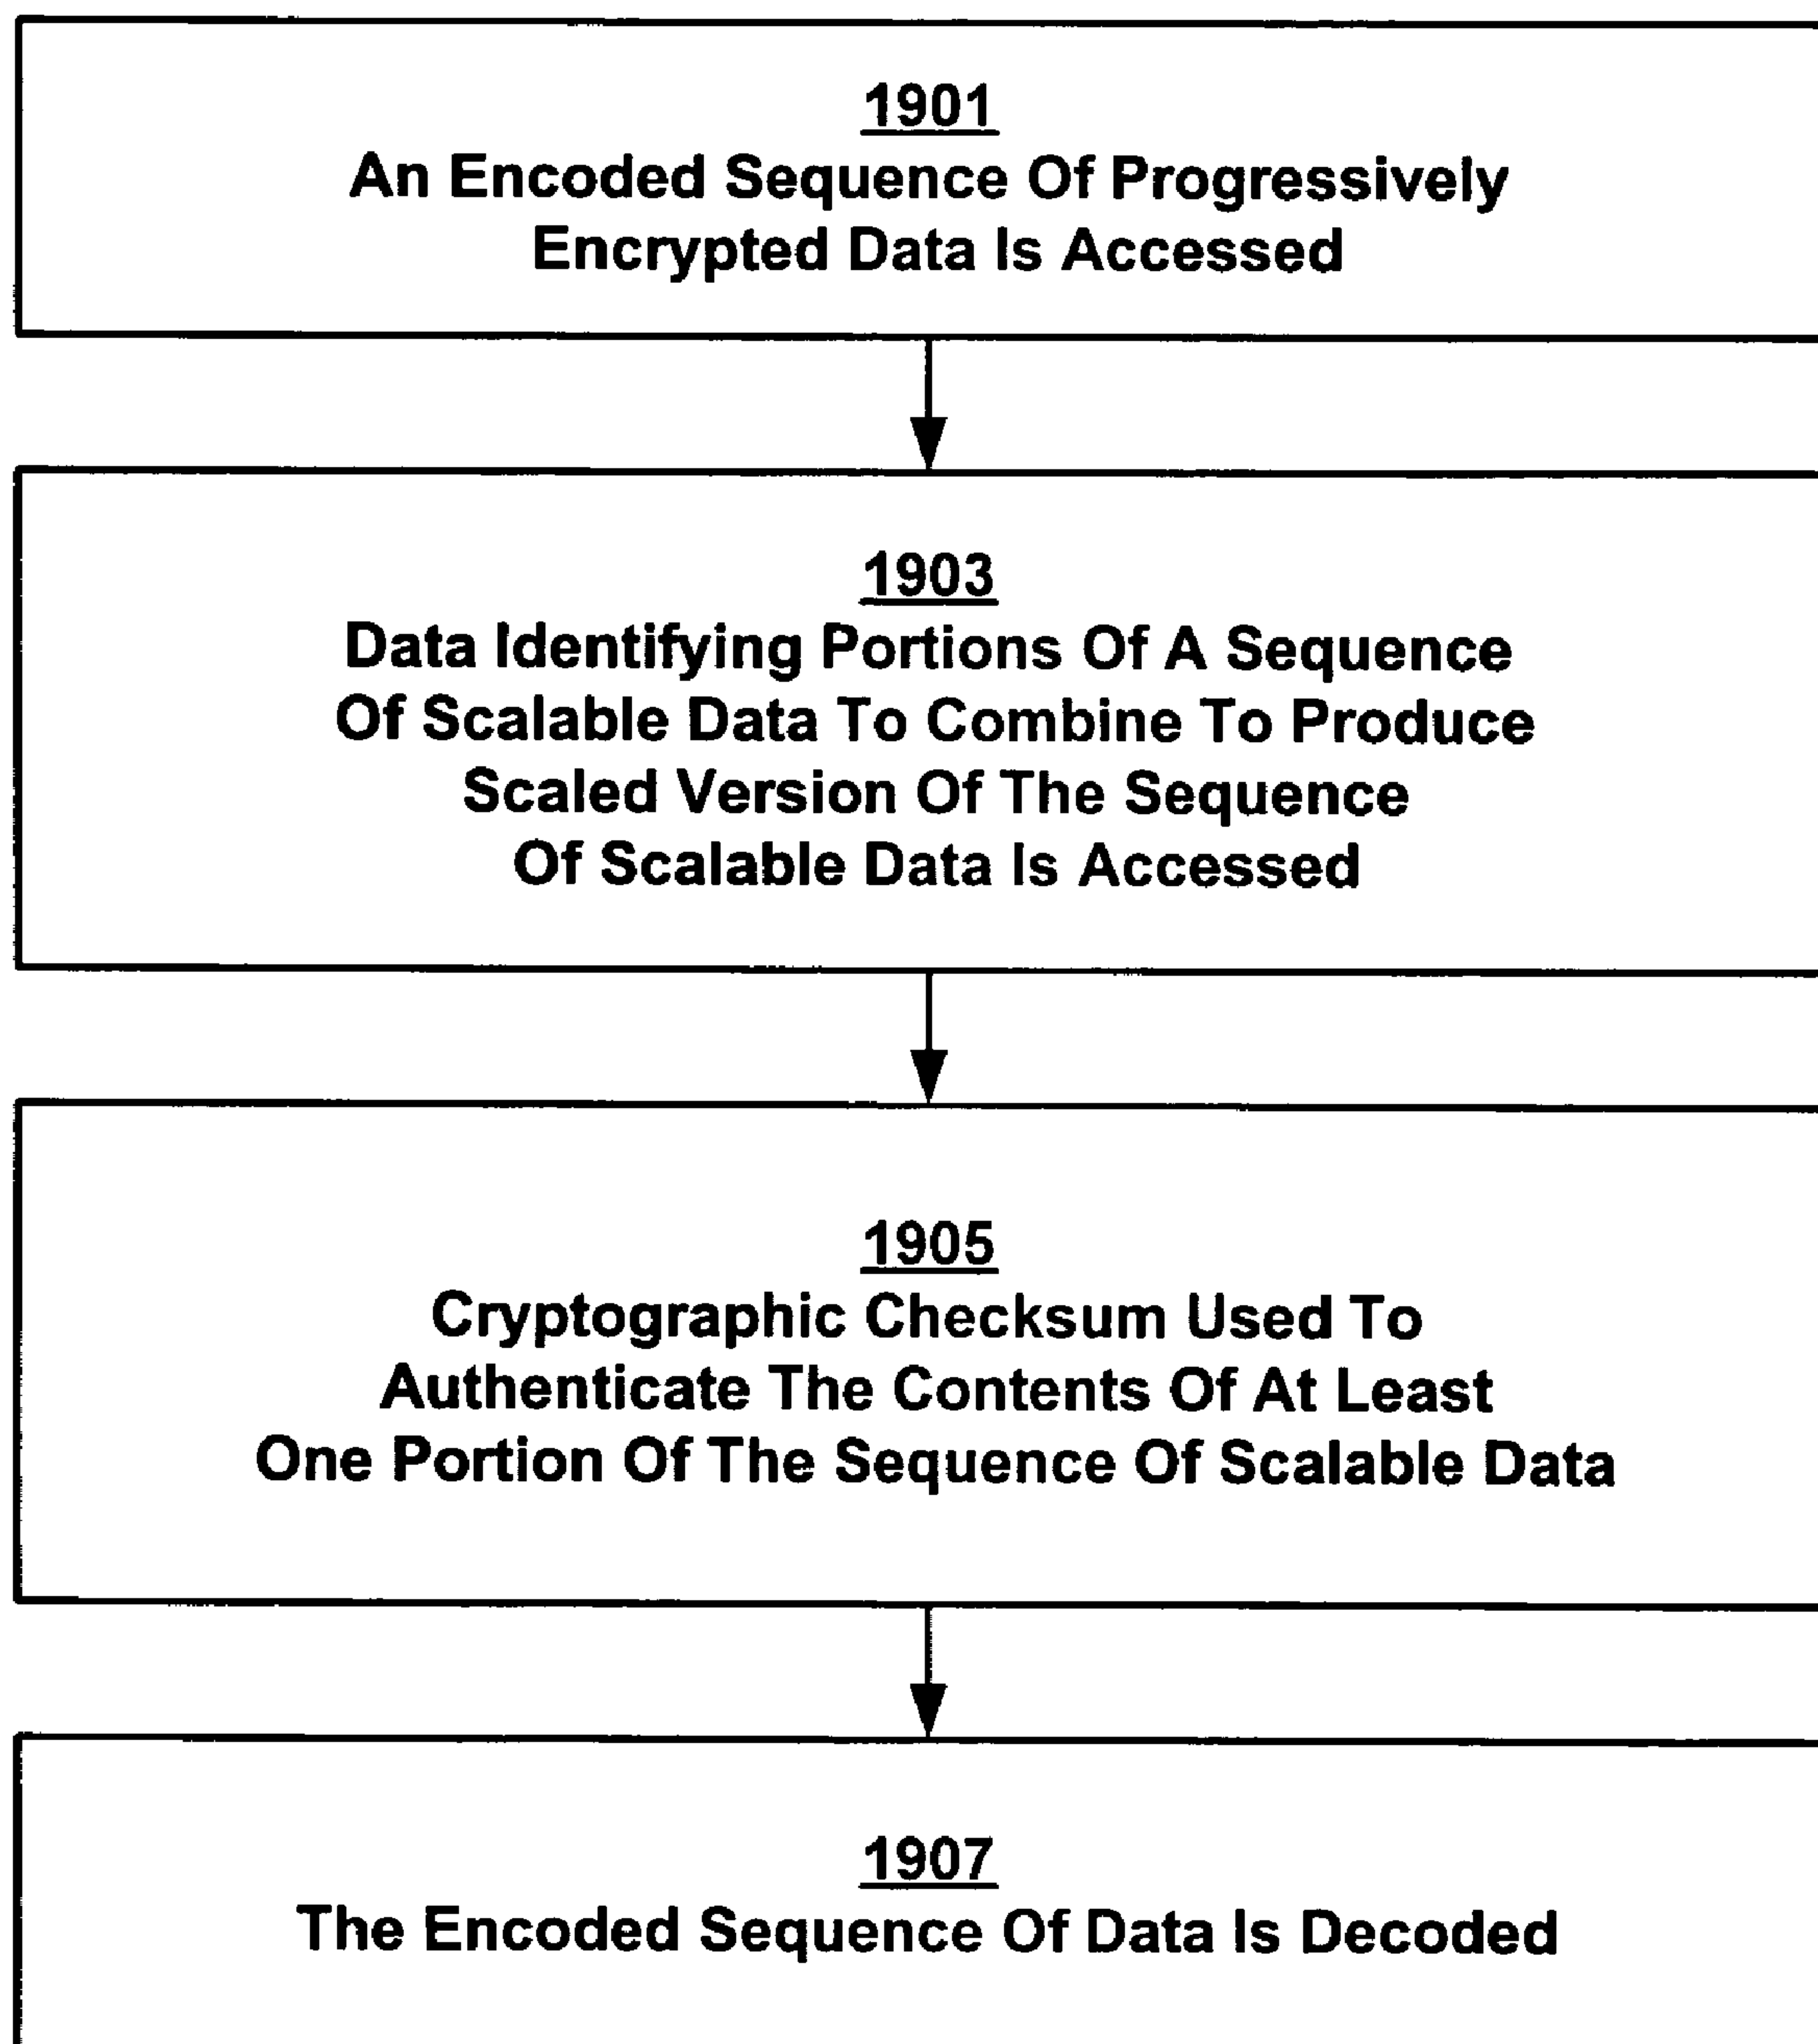 1901
An Encoded Sequence Of Progressively
Encrypted Data Is Accessed
1903
Data Identifying Portions Of A Sequence
Of Scalable Data To Combine To Produce
Scaled Version Of The Sequence
Of Scalable Data Is Accessed
1905
Cryptographic Checksum Used To
Authenticate The Contents Of At Least
One Portion Of The Sequence Of Scalable Data
1907
The Encoded Sequence Of Data Is Decoded